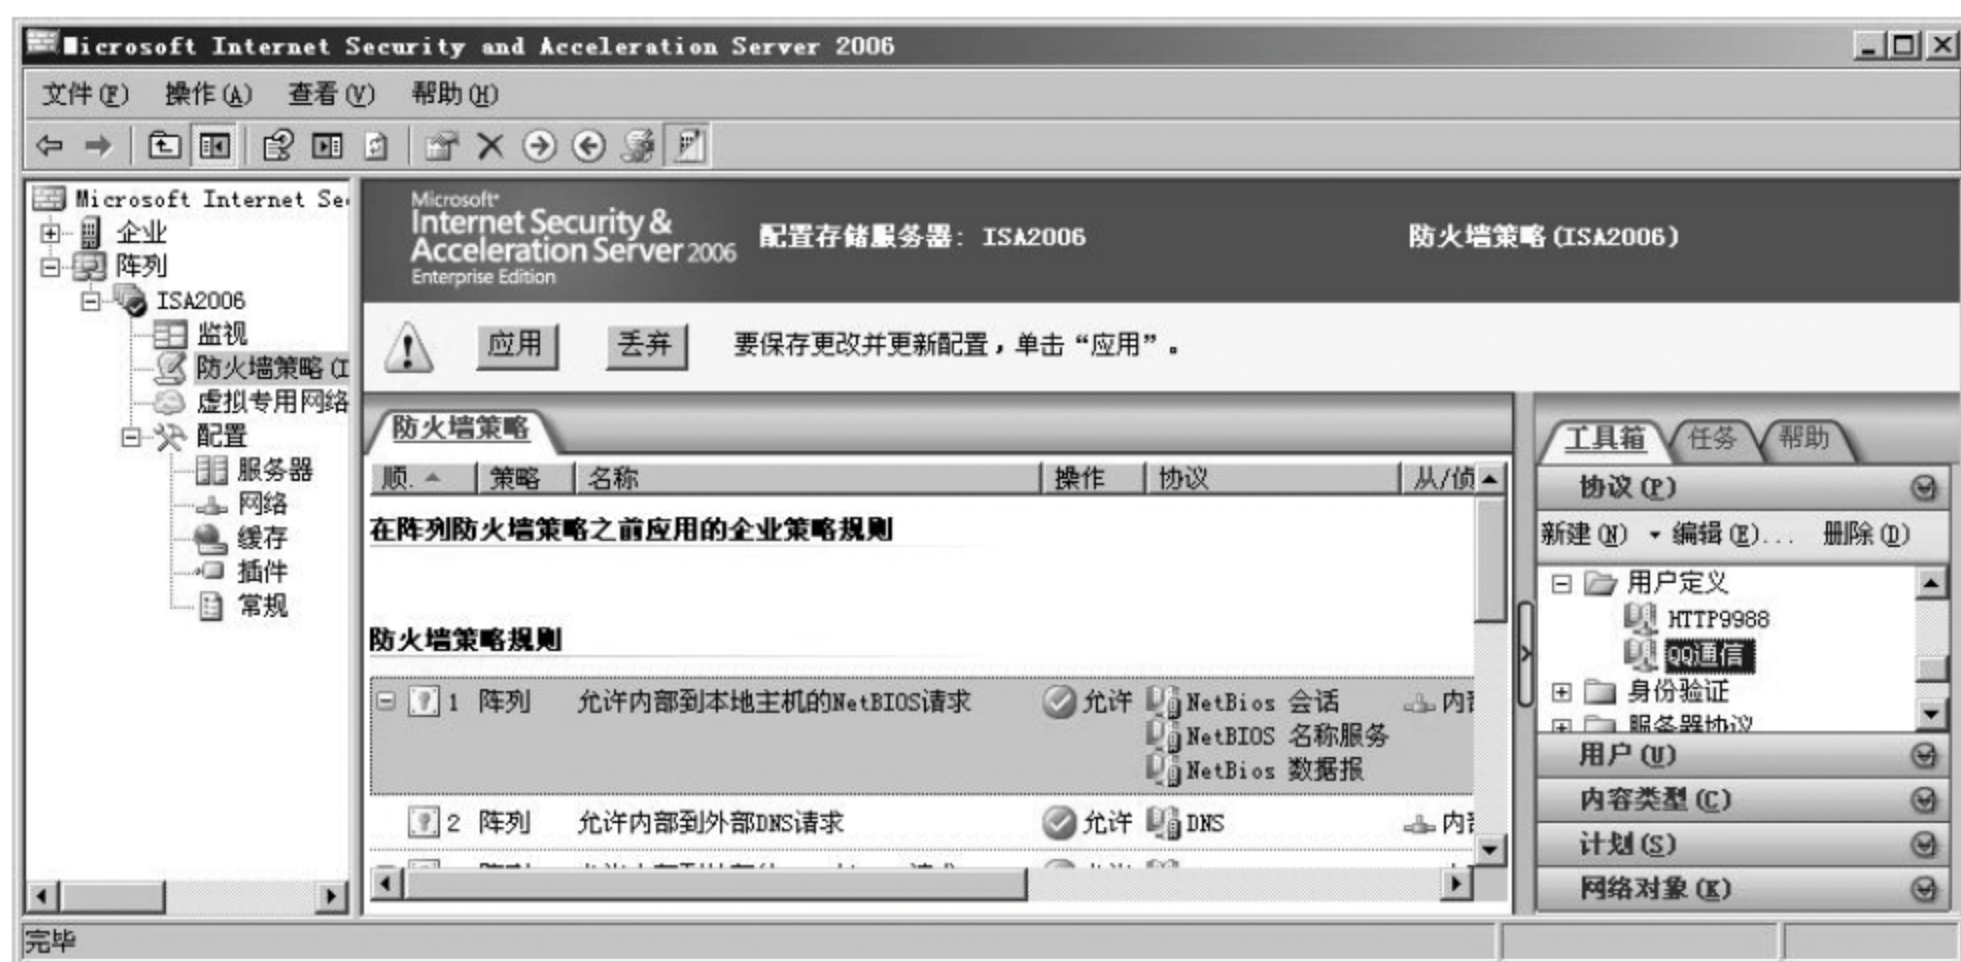 Microsoft Internet Security and Acceleration Server 2006
文件(F) 操作(A) 查看(V) 帮助(H)
Microsoft Internet Sec
企业
阵列
ISA2006
监视
防火墙策略(I
虚拟专用网络
配置
服务器
网络
缓存
插件
常规
Microsoft
Internet Security &
Acceleration Server 2006
Enterprise Edition
配置存储服务器: ISA2006
防火墙策略(ISA2006)
应用
丢弃
要保存更改并更新配置，单击“应用”。
防火墙策略
顺. 策略 名称 操作 协议 从/侦
在阵列防火墙策略之前应用的企业策略规则
防火墙策略规则
1 阵列 允许内部到本地主机的NetBIOS请求 允许 NetBios 会话 内部
NetBIOS 名称服务
NetBios 数据报
2 阵列 允许内部到外部DNS请求 允许 DNS 内部
工具箱 任务 帮助
协议(P)
新建(N) 编辑(E)... 删除(D)
用户定义
HTTP9988
QQ通信
身份验证
服务器协议
用户(U)
内容类型(C)
计划(S)
网络对象(K)
完毕